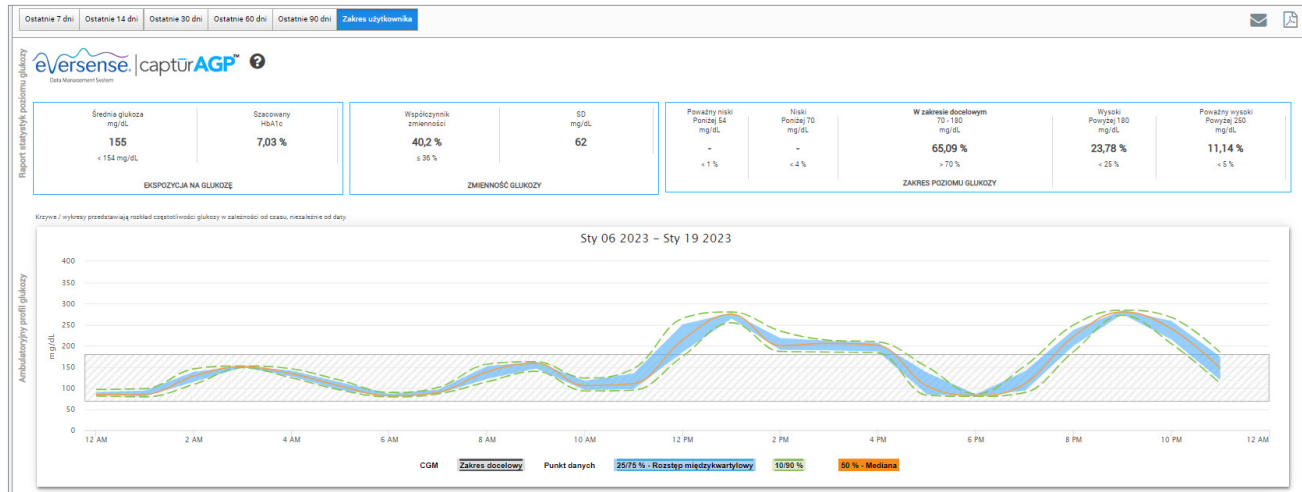 Ostatnie 7 dni Ostatnie 14 dni Ostatnie 30 dni Ostatnie 60 dni Ostatnie 90 dni Zakres użytkownika
Raport statystyk poziomu glukozy
eversense. | captūrAGP™ ?
Data Management System
Średnia glukoza
mg/dL
155
< 154 mg/dL
Szacowany
HbA1c
7,03 %
EKSPOZYCJA NA GLUKOZĘ
Współczynnik
zmienności
40,2 %
≤ 36 %
SD
mg/dL
62
ZMIENNOŚĆ GLUKOZY
Poważny niski
Poniżej 54
mg/dL
-
< 1 %
Niski
Poniżej 70
mg/dL
-
< 4 %
W zakresie docelowym
70 - 180
mg/dL
65,09 %
> 70 %
Wysoki
Powyżej 180
mg/dL
23,78 %
< 25 %
Poważny wysoki
Powyżej 250
mg/dL
11,14 %
< 5 %
ZAKRES POZIOMU GLUKOZY
Krzywe / wykresy przedstawiają rozkład częstotliwości glukozy w zależności od czasu, niezależnie od daty.
Ambulatoryjny profil glukozy
Sty 06 2023 – Sty 19 2023
mg/dL
400
350
300
250
200
150
100
50
0
12 AM 2 AM 4 AM 6 AM 8 AM 10 AM 12 PM 2 PM 4 PM 6 PM 8 PM 10 PM 12 AM
CGM Zakres docelowy Punkt danych 25/75 % - Rozstęp międzykwartylowy 10/90 % 50 % - Mediana